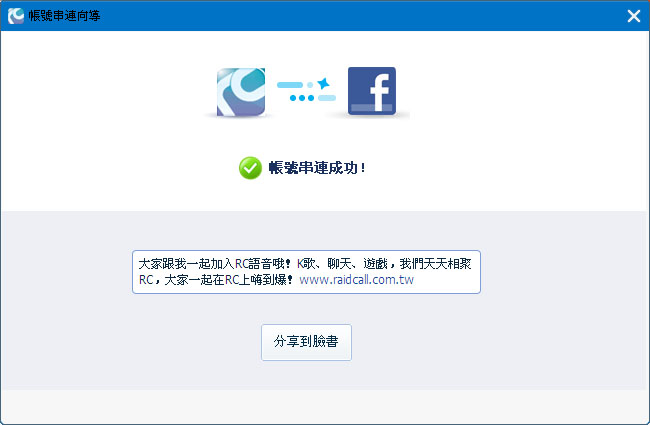 帳號串連向導
帳號串連成功!
大家跟我一起加入RC語音哦! K歌、聊天、遊戲,我們天天相聚
RC,大家一起在RC上嗨到爆! www.raidcall.com.tw
分享到臉書